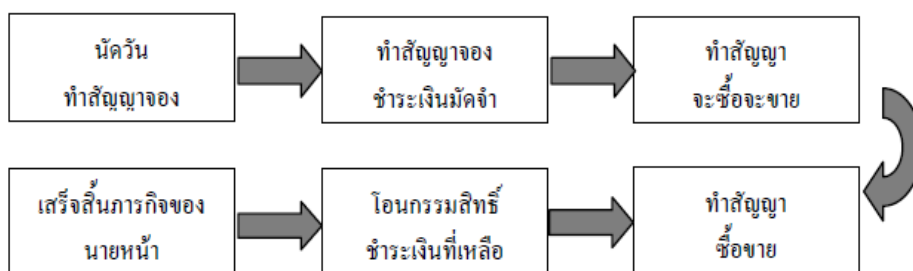 นัดวัน
ทำสัญญาจอง
ทำสัญญาจอง
ชำระเงินมัดจำ
ทำสัญญา
จะซื้อจะขาย
เสร็จสิ้นภารกิจของ
นายหน้า
โอนกรรมสิทธิ์
ชำระเงินที่เหลือ
ทำสัญญา
ซื้อขาย